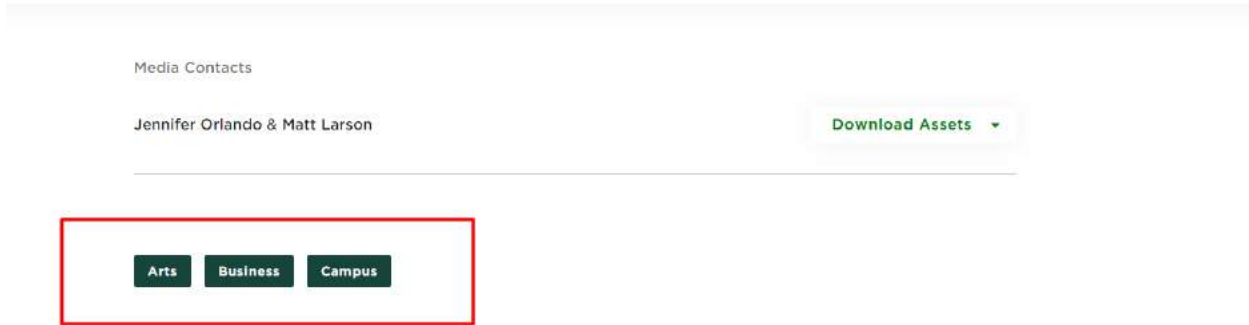 Media Contacts
Jennifer Orlando & Matt Larson
Download Assets
Arts
Business
Campus